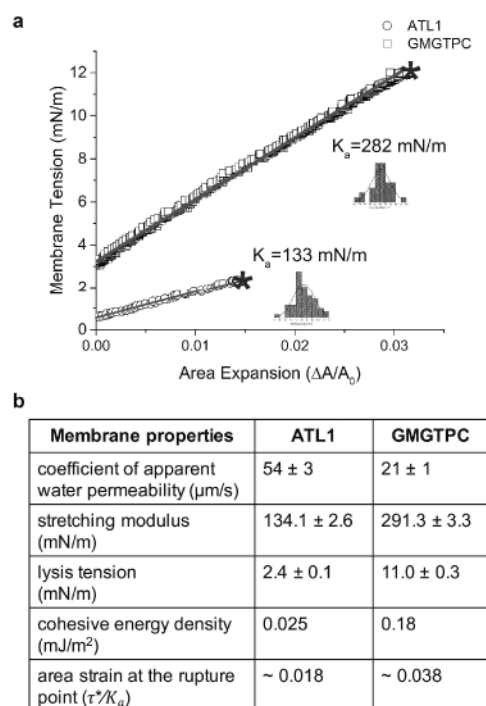 a
ATL1
GMGTPC
12
10
8
6
4
2
0
Membrane Tension (mN/m)
Kₐ=282 mN/m
Kₐ=133 mN/m
0.00
0.01
0.02
0.03
Area Expansion (ΔA/A₀)
b
Membrane properties
ATL1
GMGTPC
coefficient of apparent
water permeability (μm/s)
54 ± 3
21 ± 1
stretching modulus
(mN/m)
134.1 ± 2.6
291.3 ± 3.3
lysis tension
(mN/m)
2.4 ± 0.1
11.0 ± 0.3
cohesive energy density
(mJ/m²)
0.025
0.18
area strain at the rupture
point (τ*/Kₐ)
~ 0.018
~ 0.038